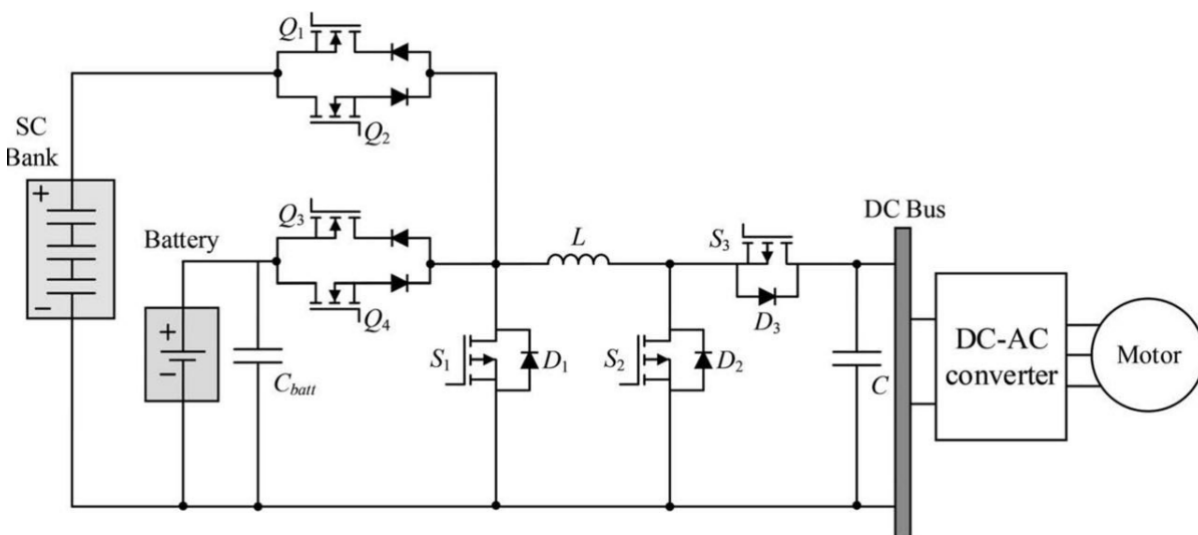 Q1
Q2
SC
Bank
+
-
Battery
+
-
Cbatt
Q3
Q4
L
S1
D1
S2
D2
S3
D3
C
DC Bus
DC-AC
converter
Motor